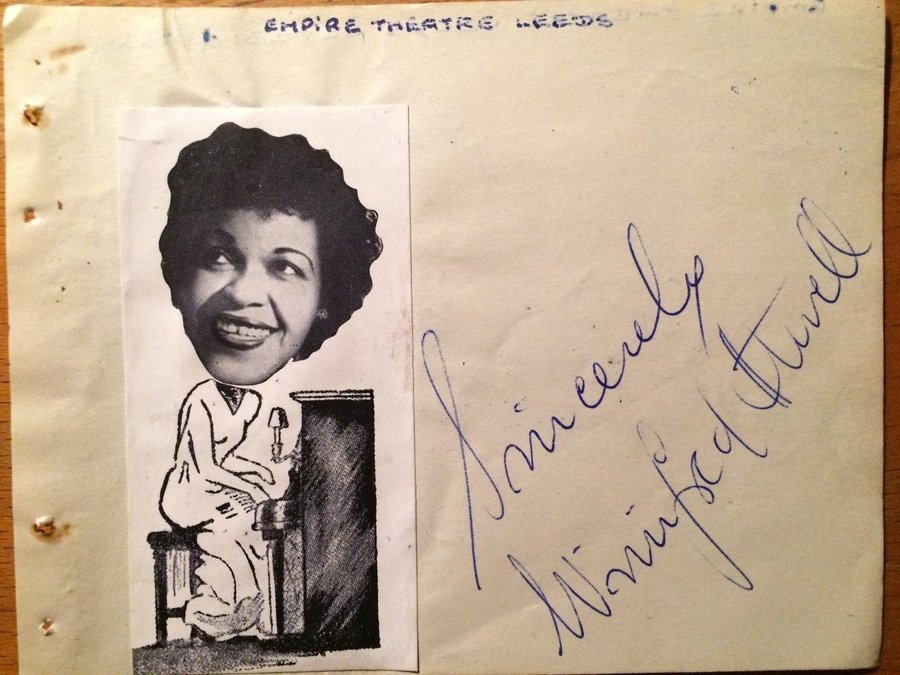 EMPIRE THEATRE LEEDS
Sincerely
Winifred Atwell